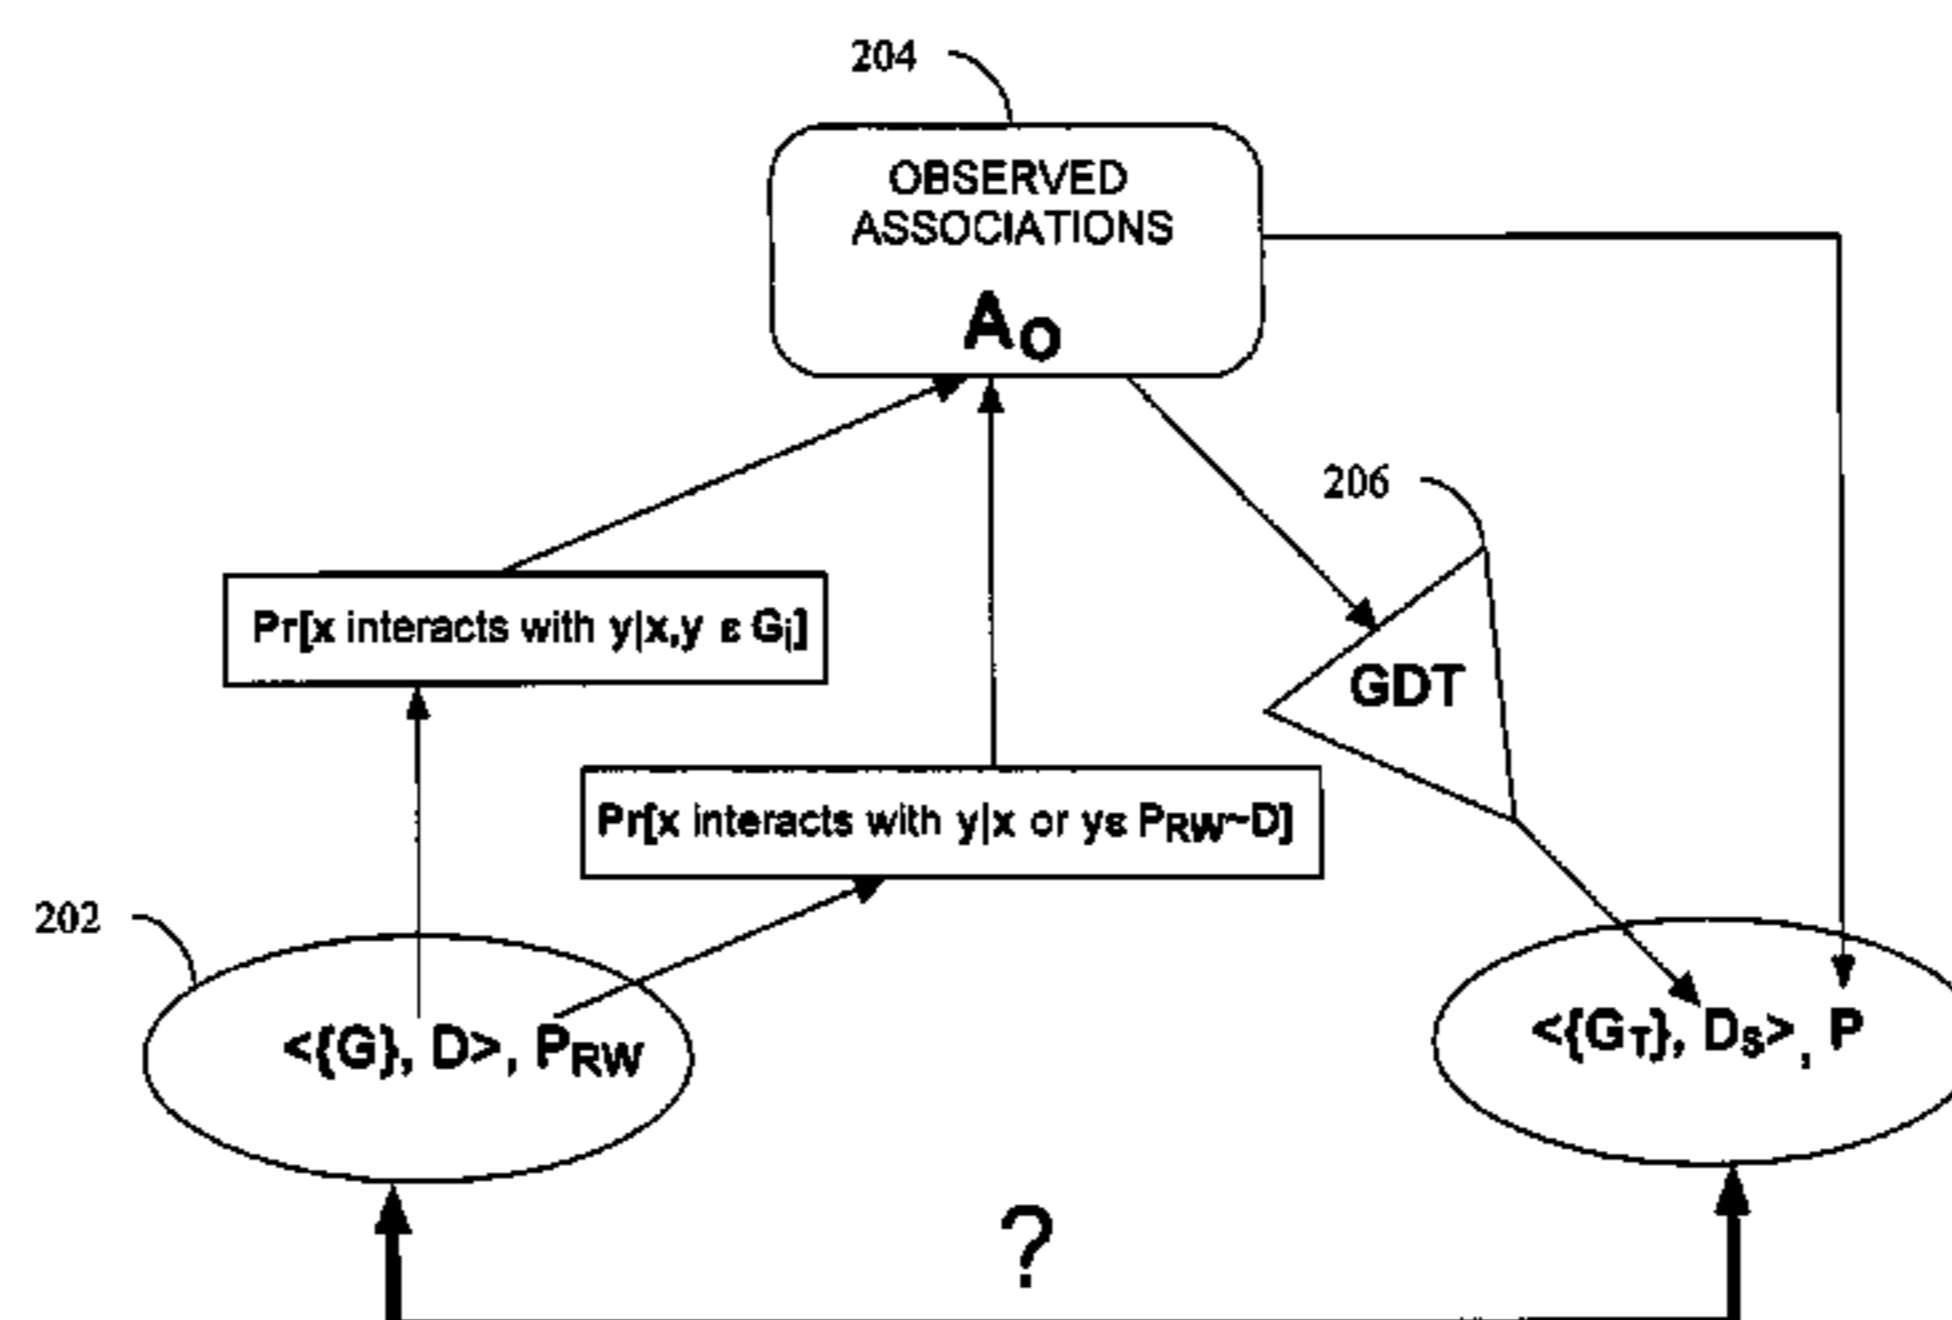 204
OBSERVED
ASSOCIATIONS
AO
206
Pr[x interacts with y|x,y ε Gi]
GDT
Pr[x interacts with y|x or yε PRW~D]
202
<{G}, D>, PRW
<{GT}, DS>, P
?